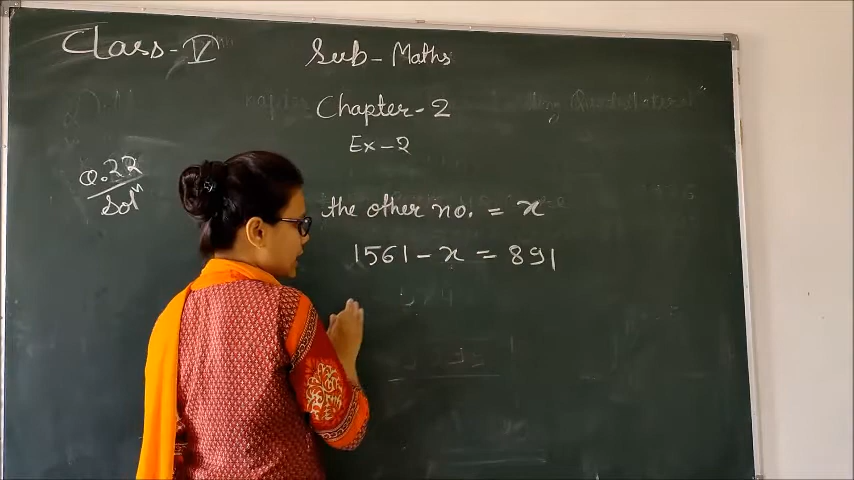 Class - V
Sub - Maths
Chapter - 2
Ex - 2
Q. 22
Solⁿ
the other no. = x
1561 - x = 891